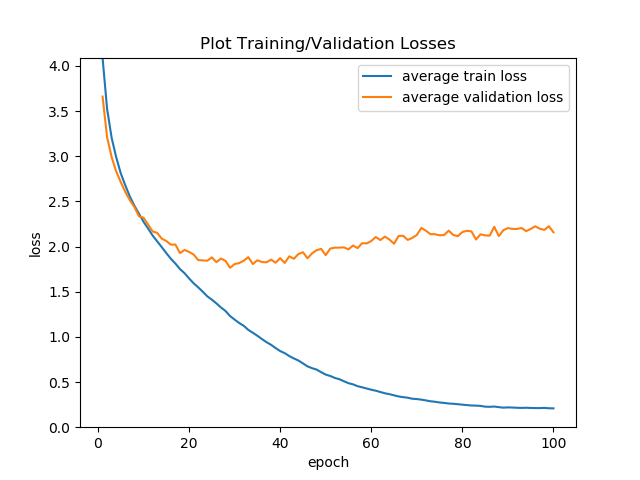 Plot Training/Validation Losses
average train loss
average validation loss
4.0
3.5
3.0
2.5
2.0
1.5
1.0
0.5
0.0
loss
0 20 40 60 80 100
epoch